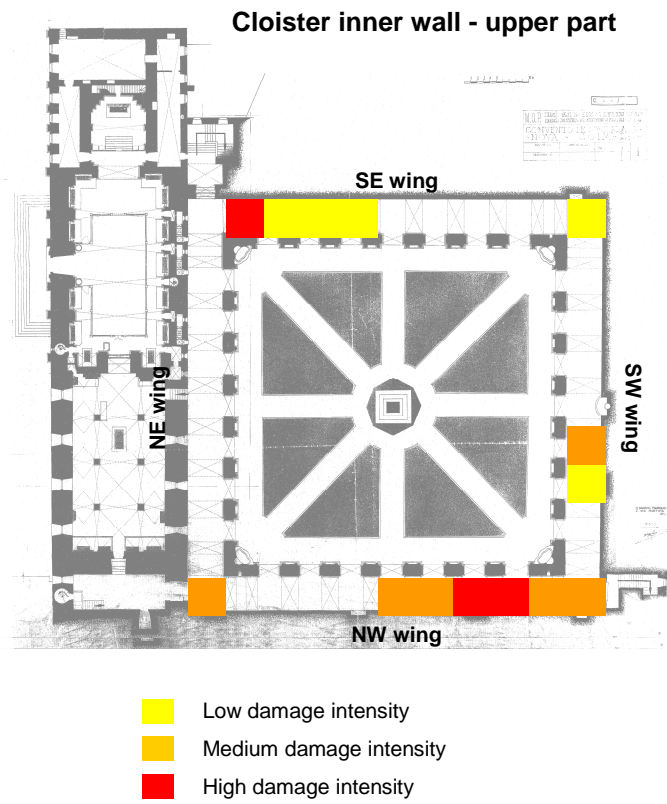 Cloister inner wall - upper part
SE wing
NE wing
SW wing
NW wing
Low damage intensity
Medium damage intensity
High damage intensity